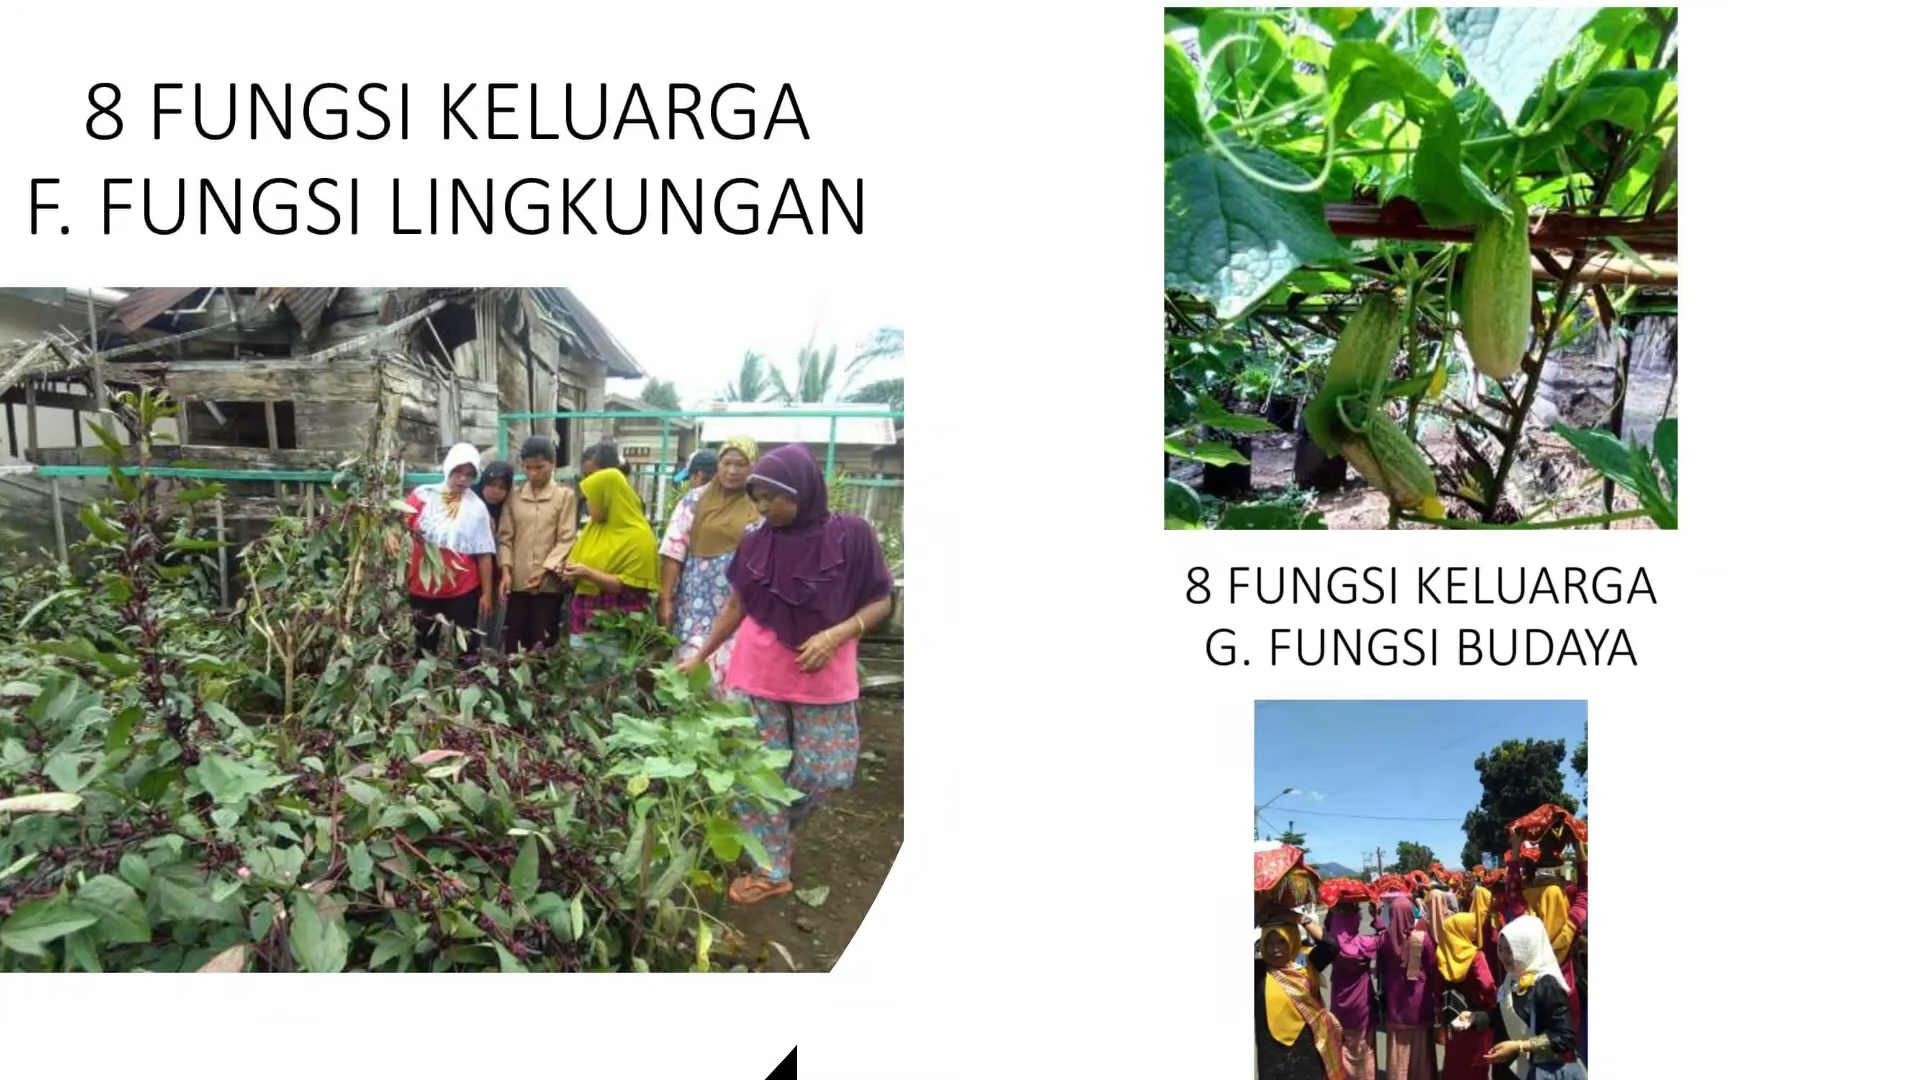 8 FUNGSI KELUARGA
F. FUNGSI LINGKUNGAN
8 FUNGSI KELUARGA
G. FUNGSI BUDAYA